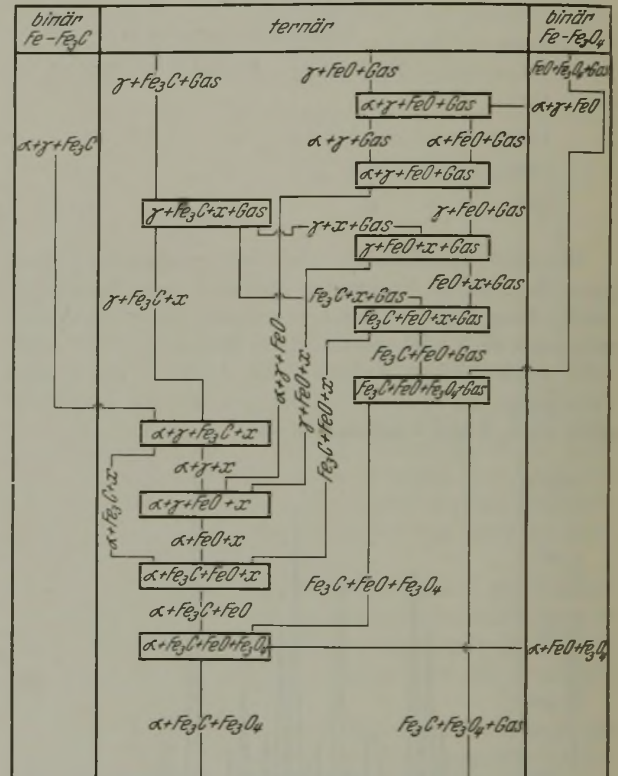 binär
Fe-Fe₃C
ternär
binär
Fe-Fe₃O₄
γ+Fe₃C+Gas
γ+FeO+Gas
FeO+Fe₃O₄+Gas
α+γ+FeO+Gas
α+γ+FeO
α+γ+Fe₃C
α+γ+Gas
α+FeO+Gas
α+γ+FeO+Gas
γ+Fe₃C+x+Gas
γ+FeO+Gas
γ+x+Gas
γ+FeO+x+Gas
FeO+x+Gas
γ+Fe₃C+x
Fe₃C+x+Gas
Fe₃C+FeO+x+Gas
α+γ+FeO
γ+FeO+x
Fe₃C+FeO+x
Fe₃C+FeO+Gas
Fe₃C+FeO+Fe₃O₄+Gas
α+γ+Fe₃C+x
α+γ+x
α+Fe₃C+x
α+γ+FeO+x
α+FeO+x
α+Fe₃C+FeO+x
Fe₃C+FeO+Fe₃O₄
α+Fe₃C+FeO
α+Fe₃C+FeO+Fe₃O₄
α+FeO+Fe₃O₄
α+Fe₃C+Fe₃O₄
Fe₃C+Fe₃O₄+Gas